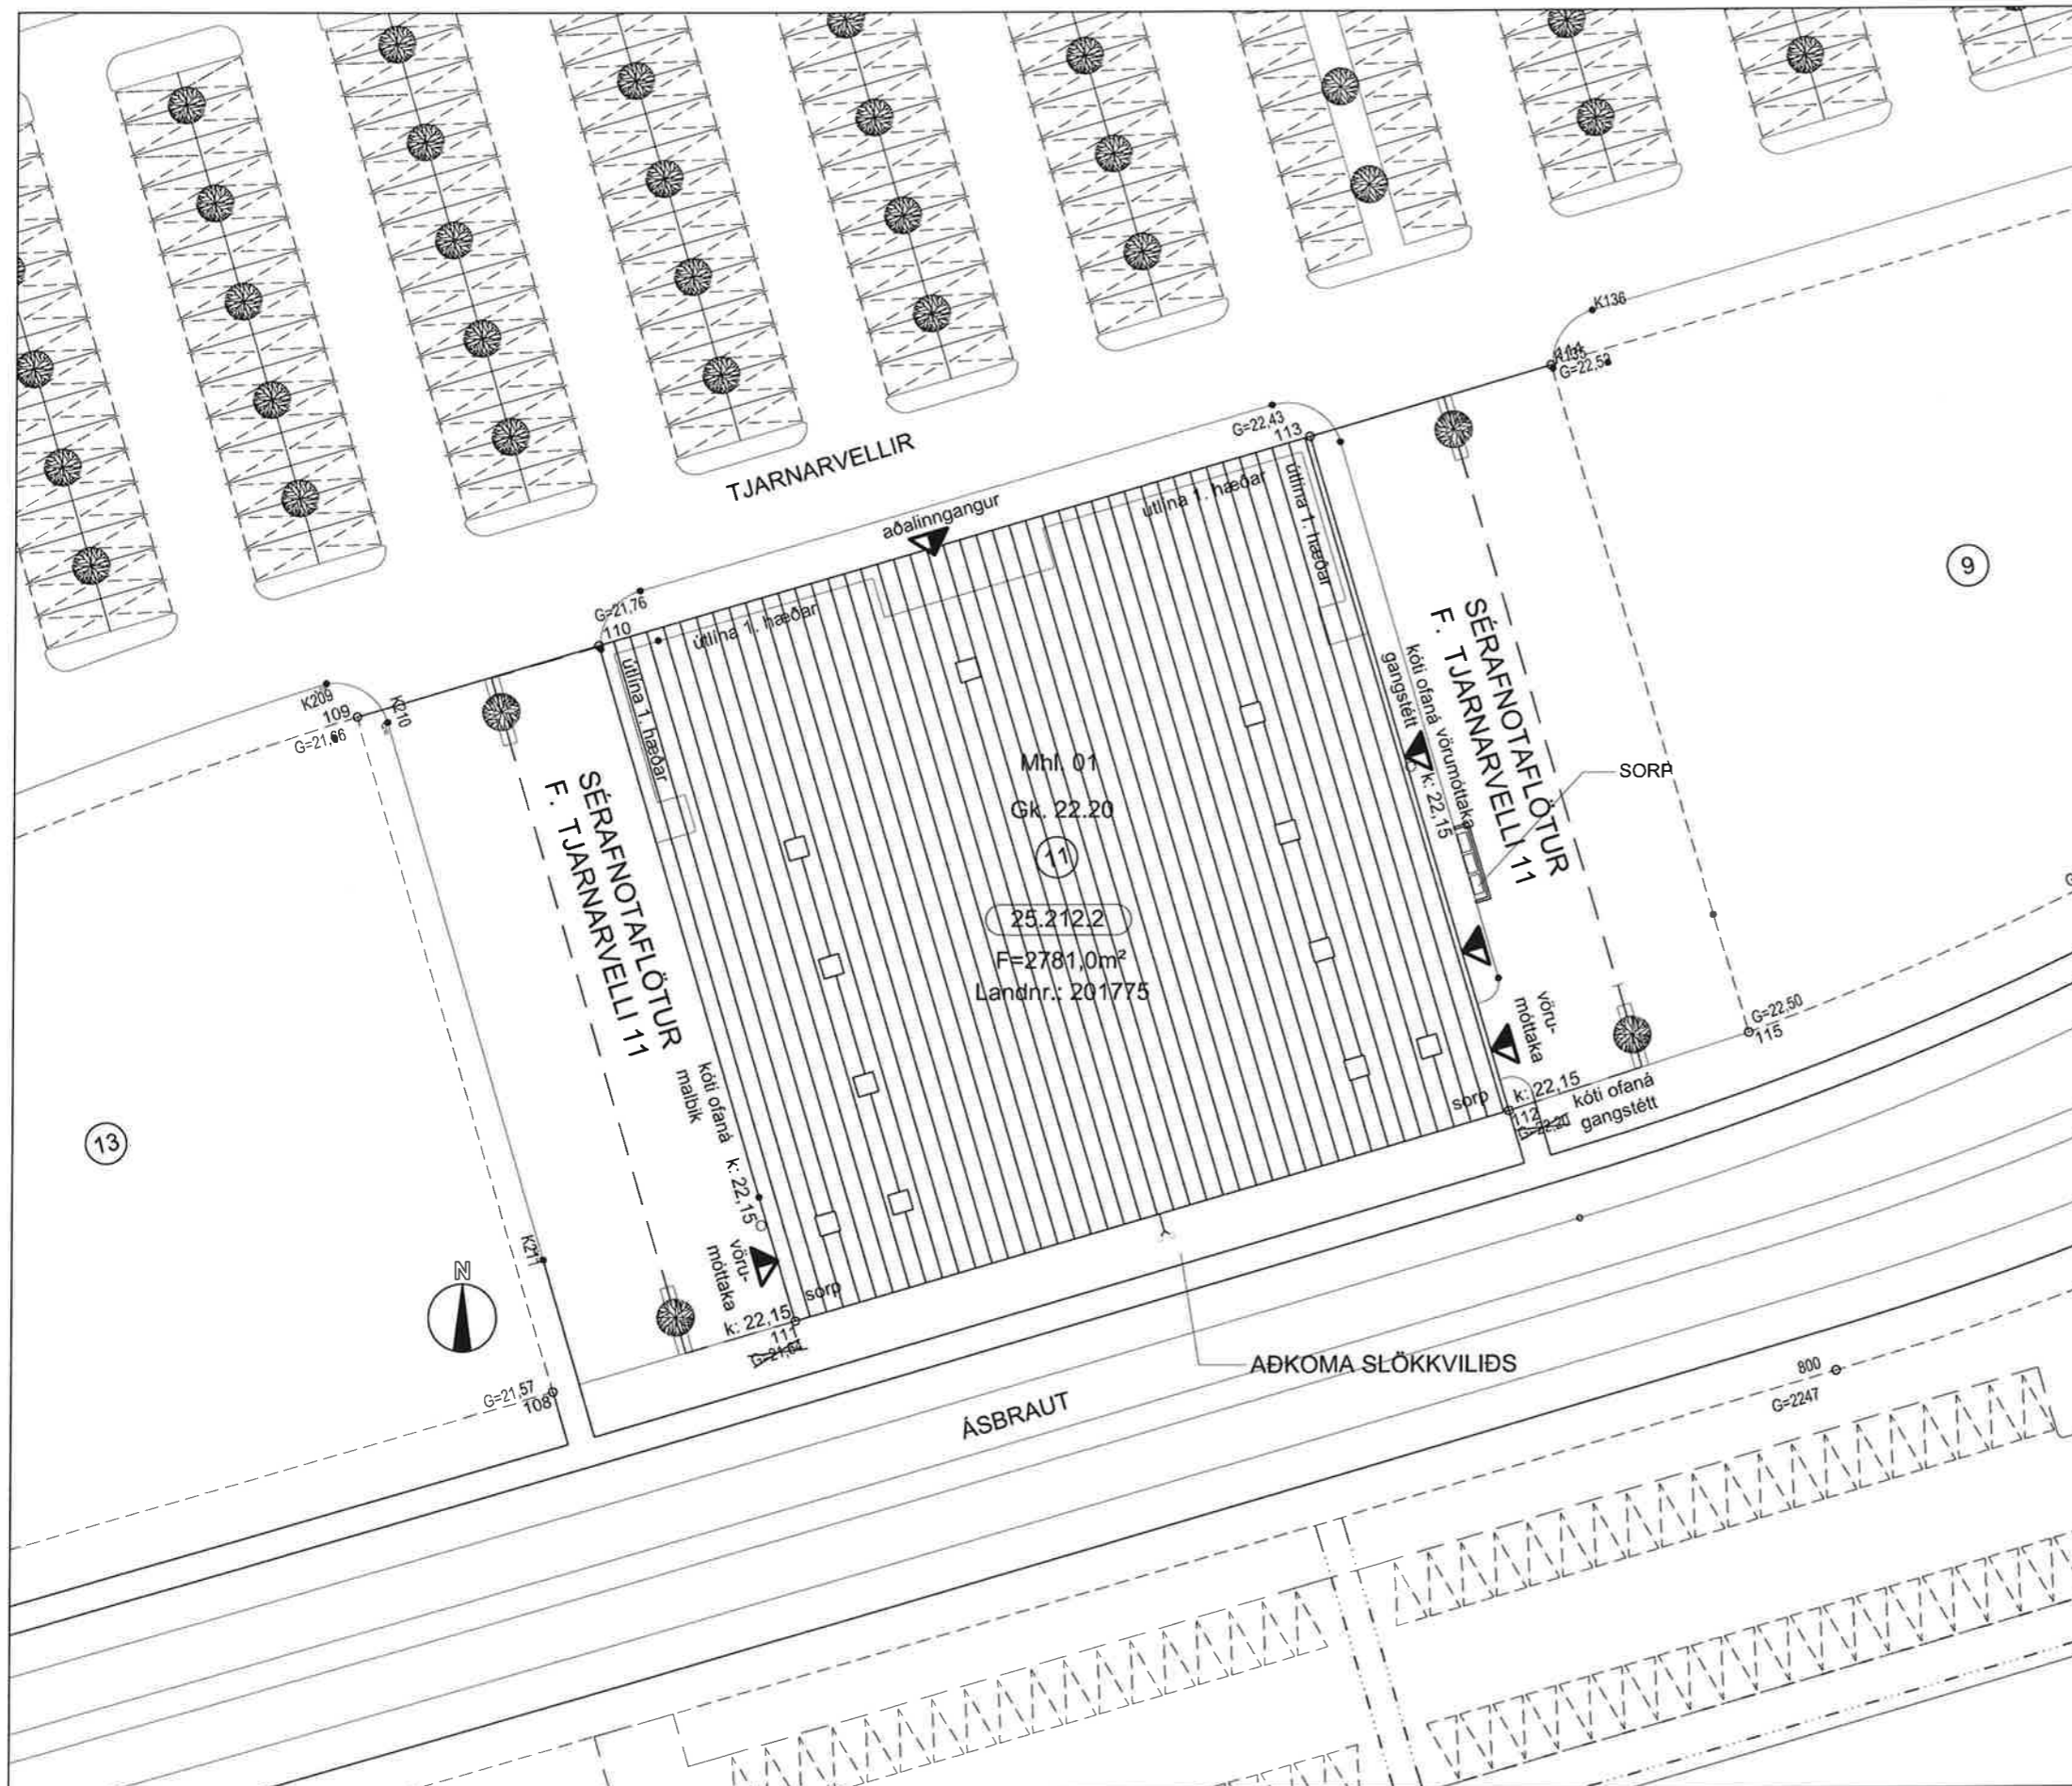 K136
G=22,43
113
TJARNARVELLIR
aðalinngangur
útlína 1. hæðar
útlína 1. hæðar
9
G=21,76
110
útlína 1. hæðar
útlína 1. hæðar
K209
K210
109
G=21,66
SÉRAFNOTAFLÖTUR
F. TJARNARVELLI 11
kóti ofaná vörumóttaka
gangstétt
k: 22,15
SORP
Mhl. 01
Gk. 22.20
11
25.212.2
F=2781,0m²
Landnr.: 201775
SÉRAFNOTAFLÖTUR
F. TJARNARVELLI 11
kóti ofaná
malbik
k: 22,15
vöru-
móttaka
G=22,50
115
sorp
k: 22,15
kóti ofaná
gangstétt
112
G=22,20
13
K211
N
vöru-
móttaka
sorp
k: 22,15
111
G=21,64
G=21,57
108
AÐKOMA SLÖKKVILIÐS
800
G=2247
ÁSBRAUT